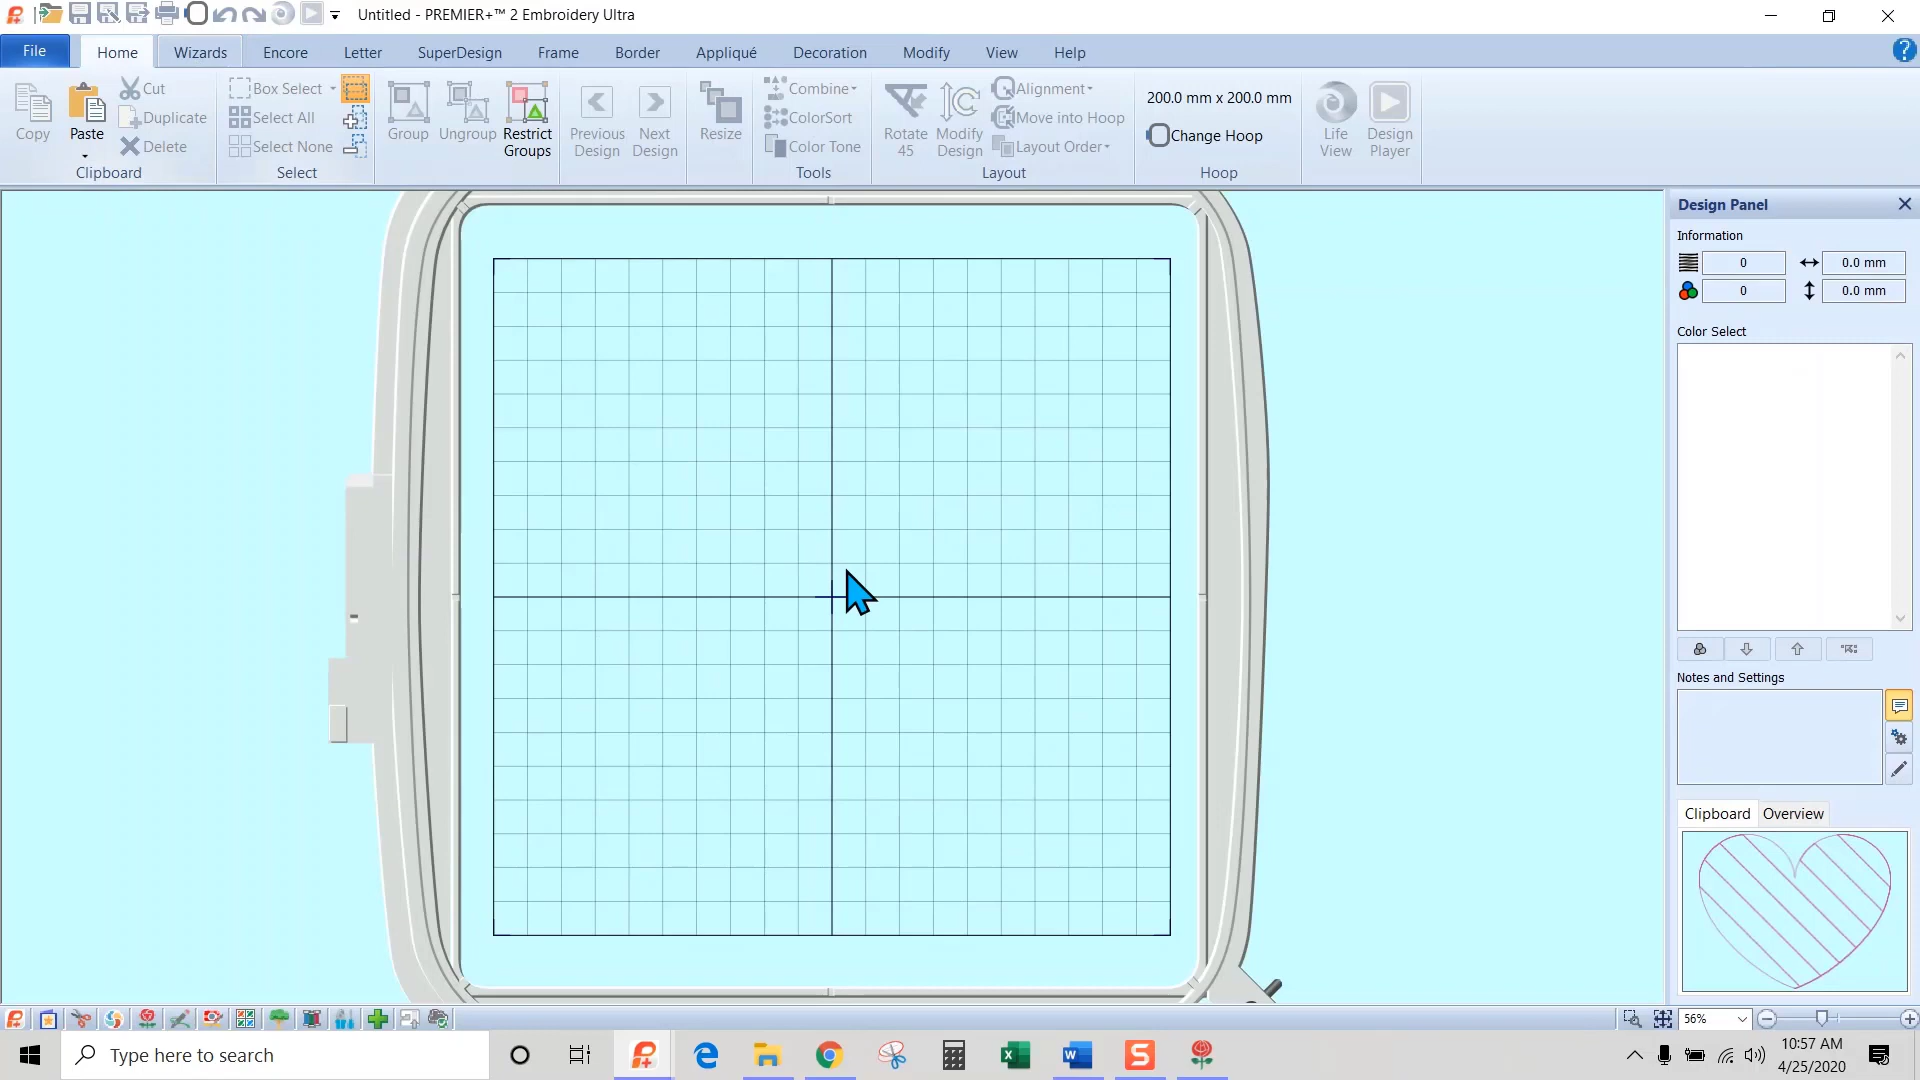 Untitled - PREMIER+™ 2 Embroidery Ultra
File Home Wizards Encore Letter SuperDesign Frame Border Appliqué Decoration Modify View Help
Copy
Paste
Cut
Duplicate
Delete
Clipboard
Box Select
Select All
Select None
Select
Group
Ungroup
Restrict
Groups
Previous
Design
Next
Design
Resize
Combine
ColorSort
Color Tone
Tools
Rotate
45
Modify
Design
Alignment
Move into Hoop
Layout Order
Layout
200.0 mm x 200.0 mm
Change Hoop
Hoop
Life
View
Design
Player
Design Panel
Information
0 0.0 mm
0 0.0 mm
Color Select
Notes and Settings
Clipboard Overview
56%
Type here to search
10:57 AM
4/25/2020